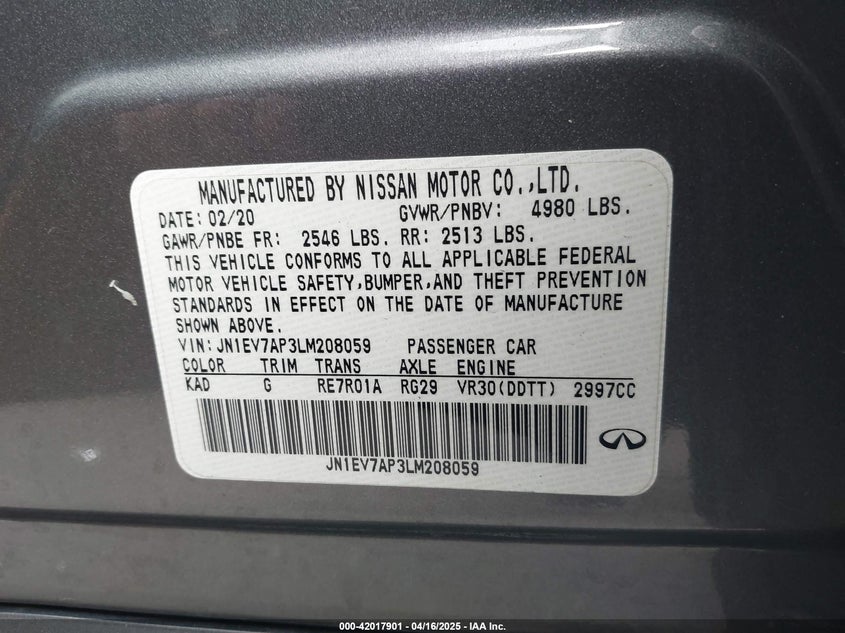 MANUFACTURED BY NISSAN MOTOR CO.,LTD.
DATE: 02/20 GVWR/PNBV: 4980 LBS.
GAWR/PNBE FR: 2546 LBS. RR: 2513 LBS.
THIS VEHICLE CONFORMS TO ALL APPLICABLE FEDERAL
MOTOR VEHICLE SAFETY,BUMPER,AND THEFT PREVENTION
STANDARDS IN EFFECT ON THE DATE OF MANUFACTURE
SHOWN ABOVE.
VIN:JN1EV7AP3LM208059 PASSENGER CAR
COLOR TRIM TRANS AXLE ENGINE
KAD G RE7R01A RG29 VR30(DDTT) 2997CC
JN1EV7AP3LM208059
000-42017901 - 04/16/2025 - IAA Inc.